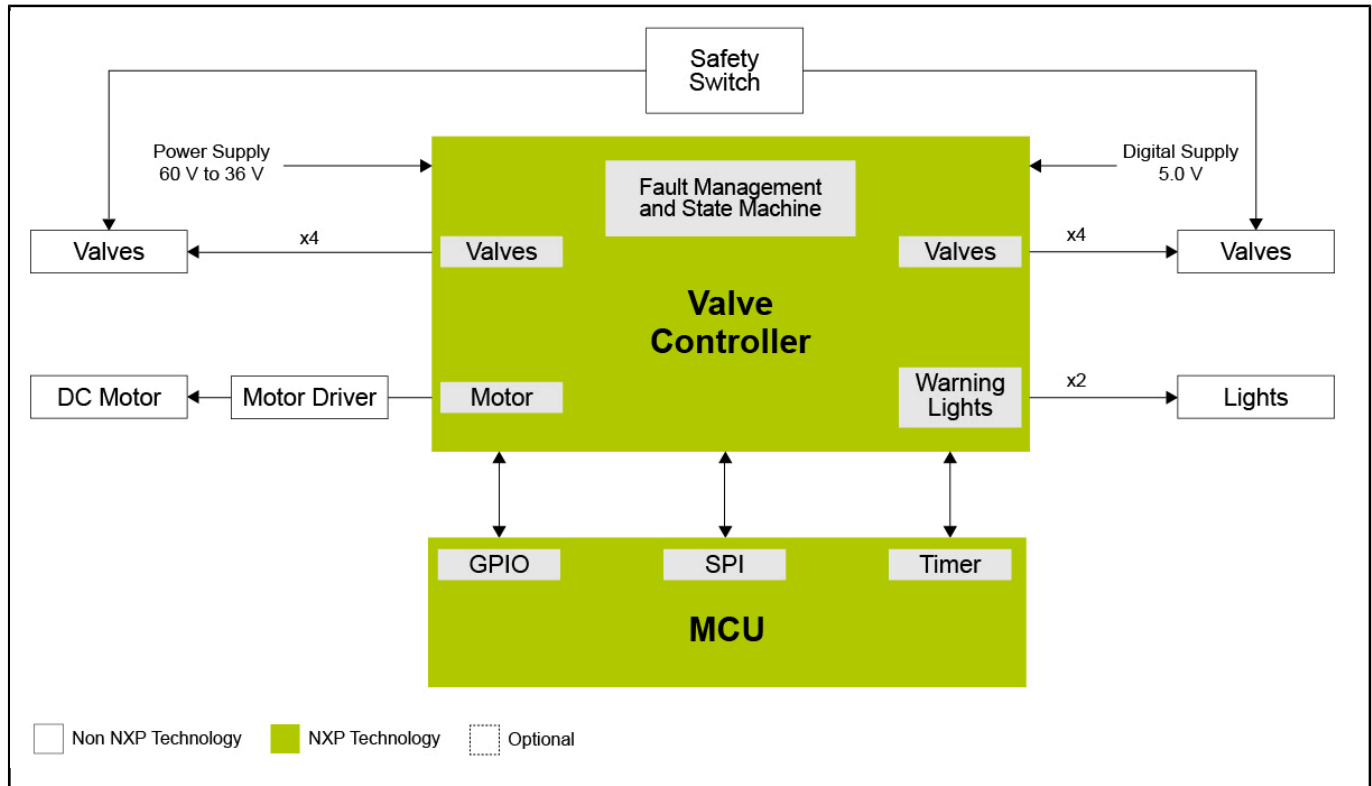 Safety
Switch
Power Supply
60 V to 36 V
Digital Supply
5.0 V
Fault Management
and State Machine
Valves
x4
Valves
Valves
x4
Valves
Valve
Controller
DC Motor
Motor Driver
Motor
Warning
Lights
x2
Lights
GPIO
SPI
Timer
MCU
Non NXP Technology
NXP Technology
Optional